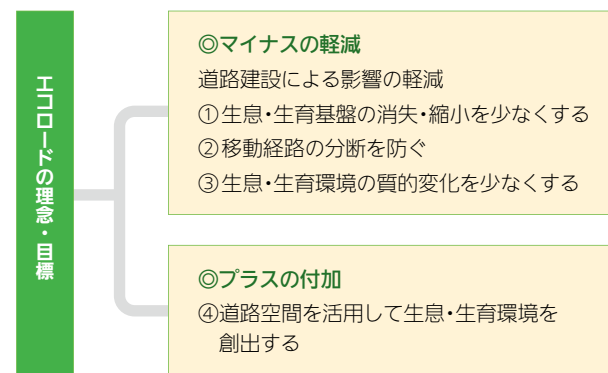 エコロードの理念・目標
◎マイナスの軽減
道路建設による影響の軽減
①生息・生育基盤の消失・縮小を少なくする
②移動経路の分断を防ぐ
③生息・生育環境の質的変化を少なくする
◎プラスの付加
④道路空間を活用して生息・生育環境を
創出する